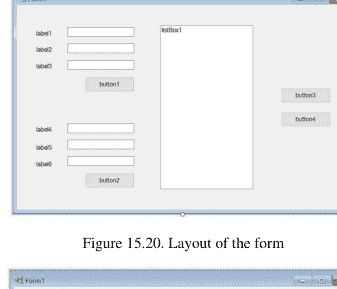 Form1
label1
label2
label3
button1
label4
label5
label6
button2
listBox1
button3
button4
Figure 15.20. Layout of the form
Form1